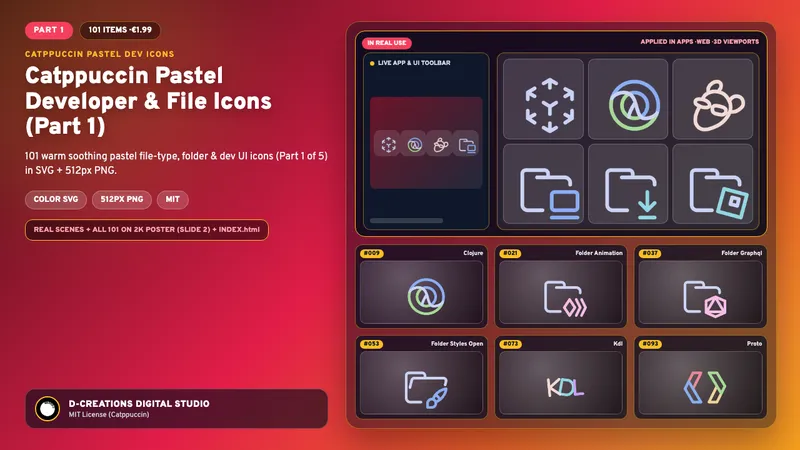 PART 1
101 ITEMS -€1.99
CATPPUCCIN PASTEL DEV ICONS
Catppuccin Pastel
Developer & File Icons
(Part 1)
101 warm soothing pastel file-type, folder & dev UI icons (Part 1 of 5)
in SVG + 512px PNG.
COLOR SVG
512PX PNG
MIT
REAL SCENES + ALL 101 ON 2K POSTER (SLIDE 2) + INDEX.html
D-CREATIONS DIGITAL STUDIO
MIT License (Catppuccin)
IN REAL USE
APPLIED IN APPS ·WEB ·3D VIEWPORTS
LIVE APP & UI TOOLBAR
#009
Clojure
#021
Folder Animation
#037
Folder Graphql
#053
Folder Styles Open
#073
Kdl
KDL
#093
Proto